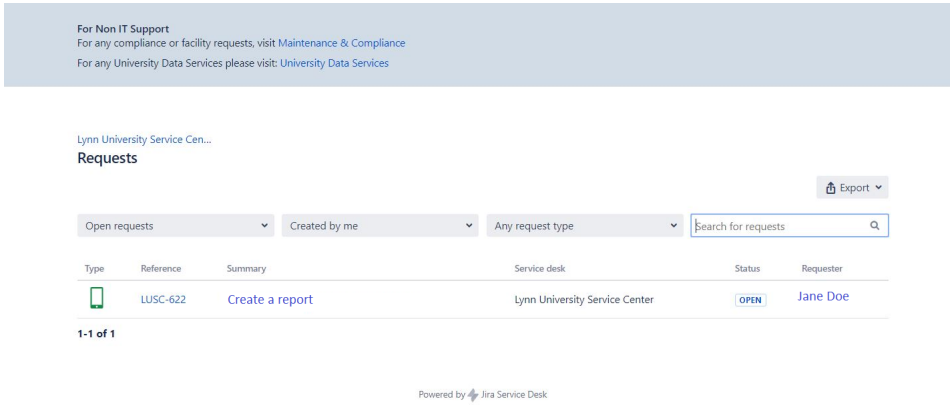 For Non IT Support
For any compliance or facility requests, visit Maintenance & Compliance
For any University Data Services please visit: University Data Services
Lynn University Service Cen...
Requests
Export
Open requests Created by me Any request type Search for requests
Type Reference Summary Service desk Status Requester
LUSC-622 Create a report Lynn University Service Center OPEN Jane Doe
1-1 of 1
Powered by Jira Service Desk